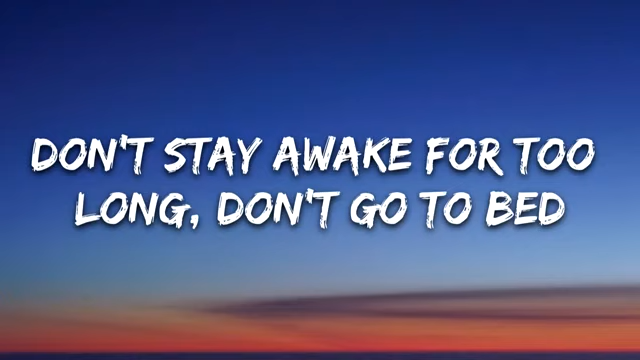 DON'T STAY AWAKE FOR TOO
LONG, DON'T GO TO BED